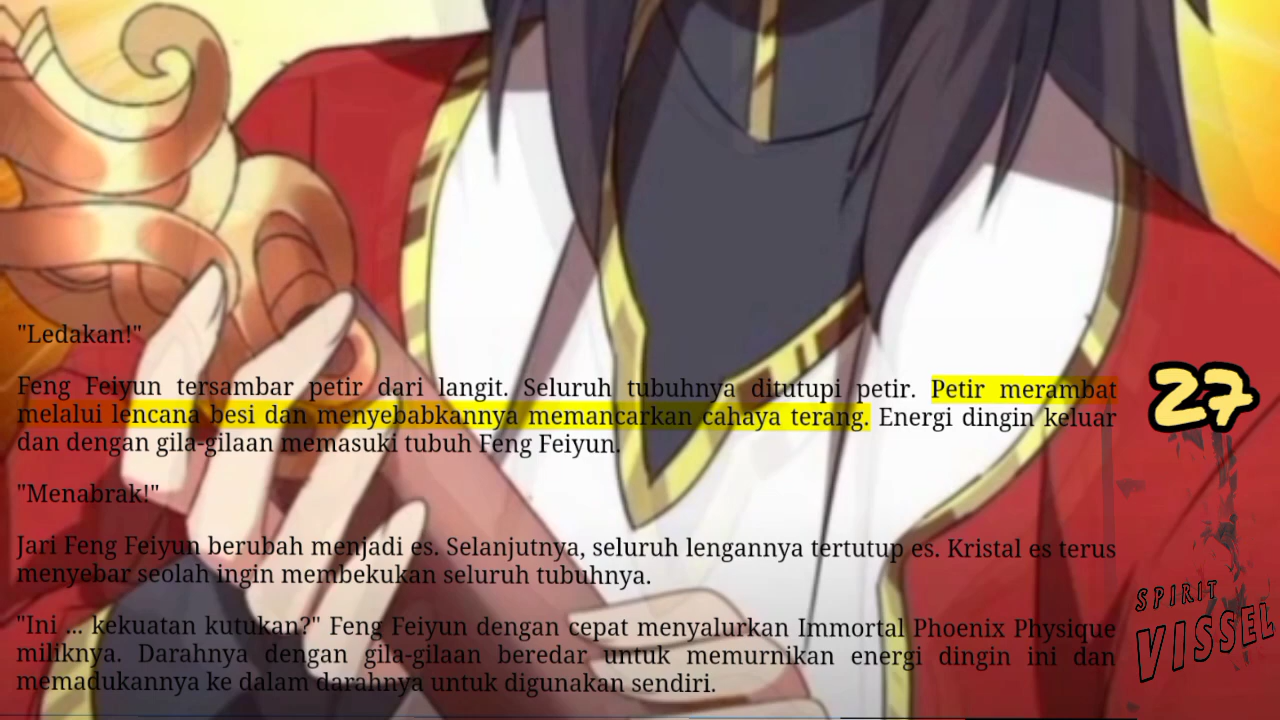 "Ledakan!"
Feng Feiyun tersambar petir dari langit. Seluruh tubuhnya ditutupi petir. Petir merambat
melalui lencana besi dan menyebabkannya memancarkan cahaya terang. Energi dingin keluar
dan dengan gila-gilaan memasuki tubuh Feng Feiyun.
"Menabrak!"
Jari Feng Feiyun berubah menjadi es. Selanjutnya, seluruh lengannya tertutup es. Kristal es terus
menyebar seolah ingin membekukan seluruh tubuhnya.
"Ini ... kekuatan kutukan?" Feng Feiyun dengan cepat menyalurkan Immortal Phoenix Physique
miliknya. Darahnya dengan gila-gilaan beredar untuk memurnikan energi dingin ini dan
memadukannya ke dalam darahnya untuk digunakan sendiri.
27
SPIRIT
VISSEL